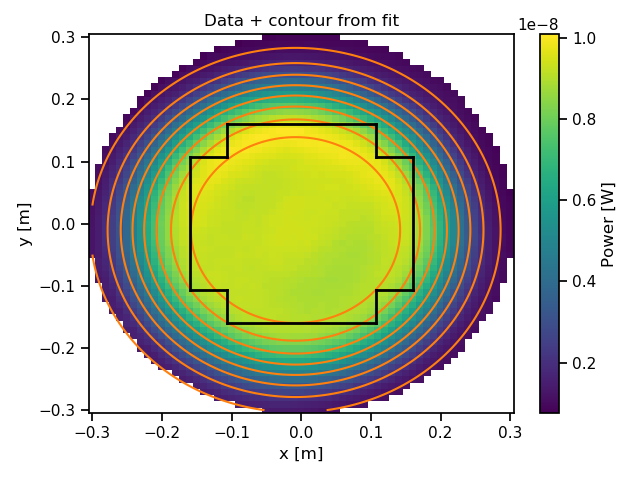 Data + contour from fit
1e−8
0.3
0.2
0.1
0.0
−0.1
−0.2
−0.3
y [m]
−0.3 −0.2 −0.1 0.0 0.1 0.2 0.3
x [m]
1.0
0.8
0.6
0.4
0.2
Power [W]